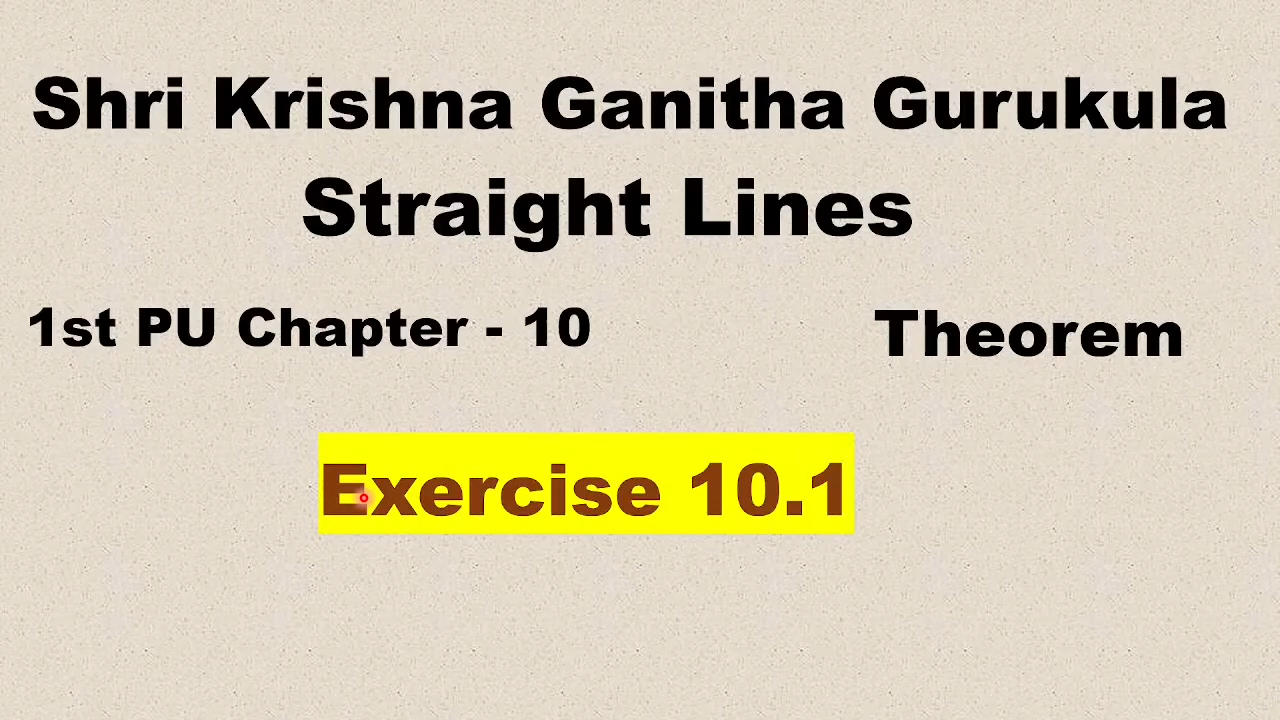 Shri Krishna Ganitha Gurukula
Straight Lines
1st PU Chapter - 10 Theorem
Exercise 10.1